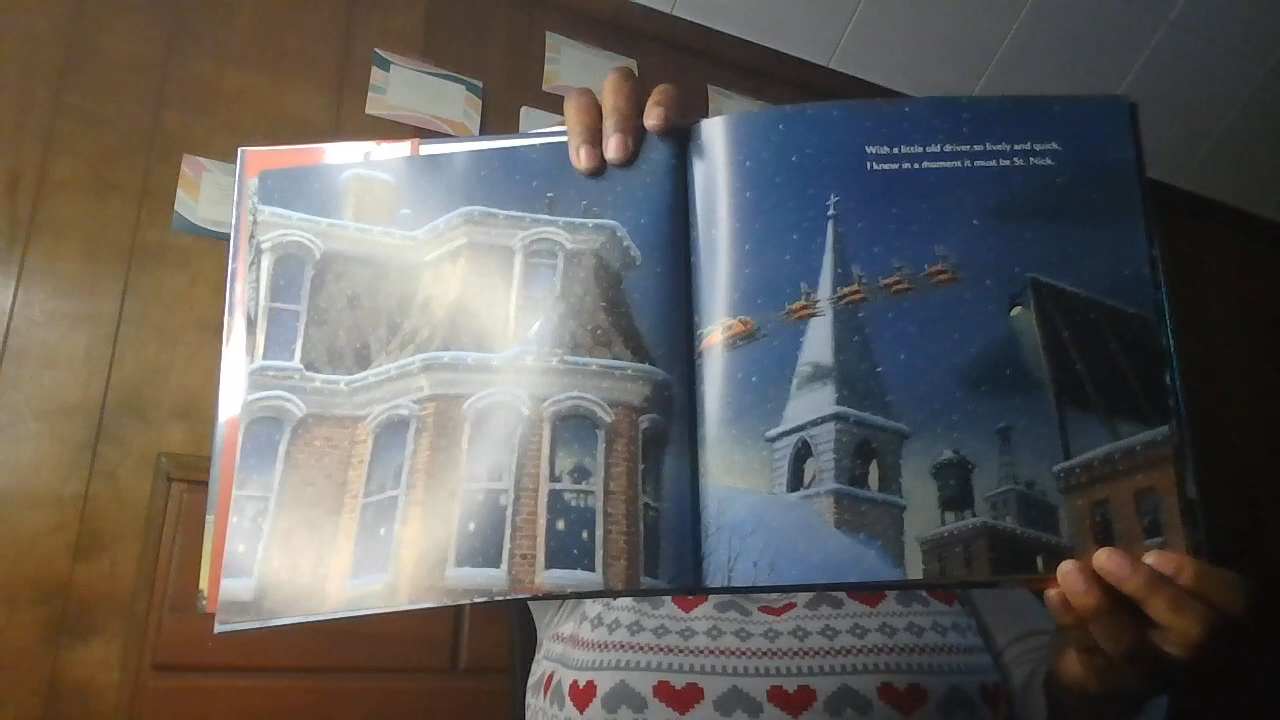 With a little old driver, so lively and quick,
I knew in a moment it must be St. Nick.